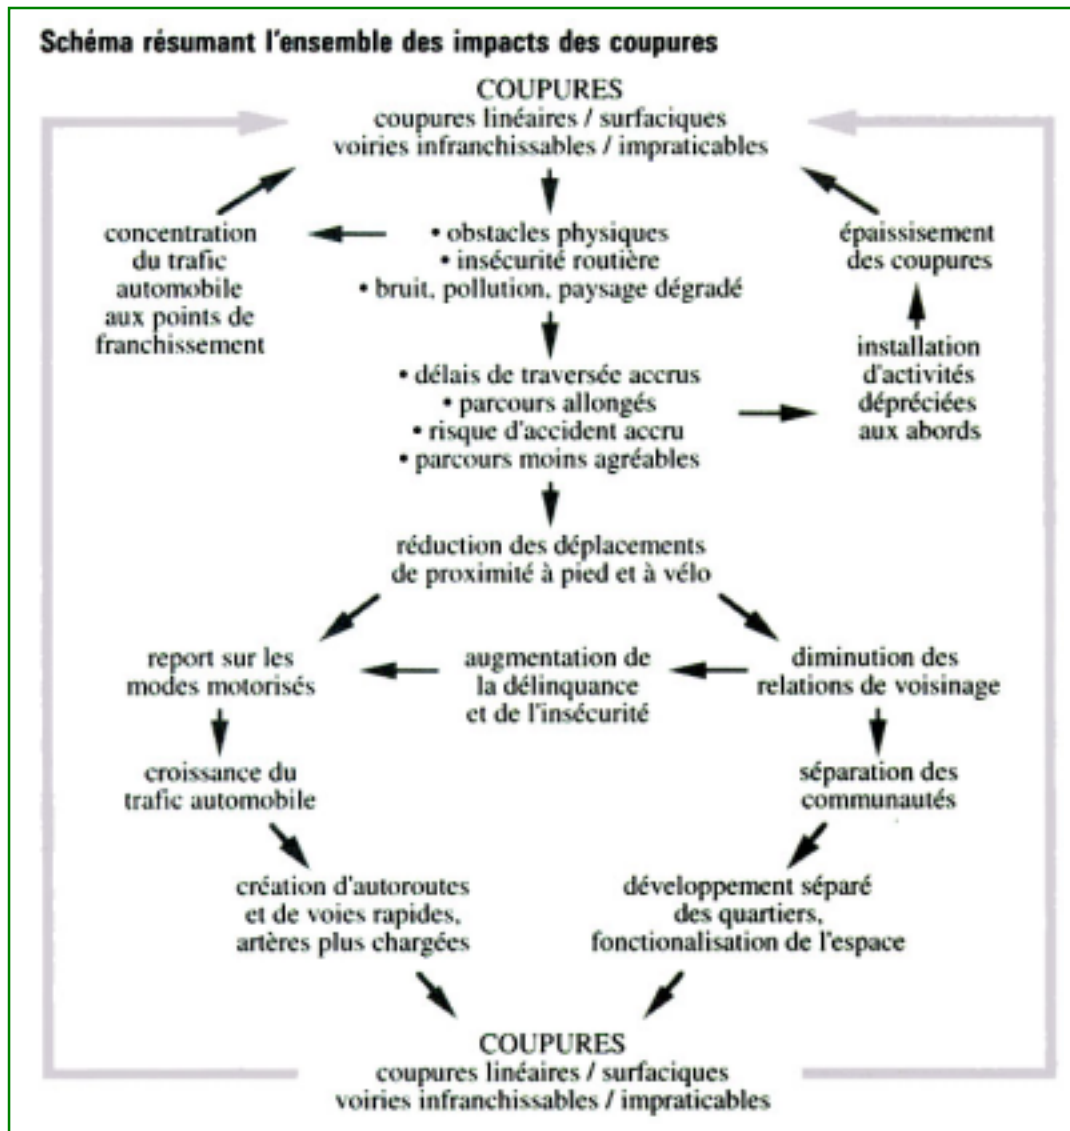 Schéma résumant l'ensemble des impacts des coupures
COUPURES
coupures linéaires / surfaciques
voiries infranchissables / impraticables
concentration
du trafic
automobile
aux points de
franchissement
• obstacles physiques
• insécurité routière
• bruit, pollution, paysage dégradé
épaissisement
des coupures
• délais de traversée accrus
• parcours allongés
• risque d'accident accru
• parcours moins agréables
installation
d'activités
dépréciées
aux abords
réduction des déplacements
de proximité à pied et à vélo
report sur les
modes motorisés
augmentation de
la délinquance
et de l'insécurité
diminution des
relations de voisinage
croissance du
trafic automobile
séparation des
communautés
création d'autoroutes
et de voies rapides,
artères plus chargées
développement séparé
des quartiers,
fonctionalisation de l'espace
COUPURES
coupures linéaires / surfaciques
voiries infranchissables / impraticables